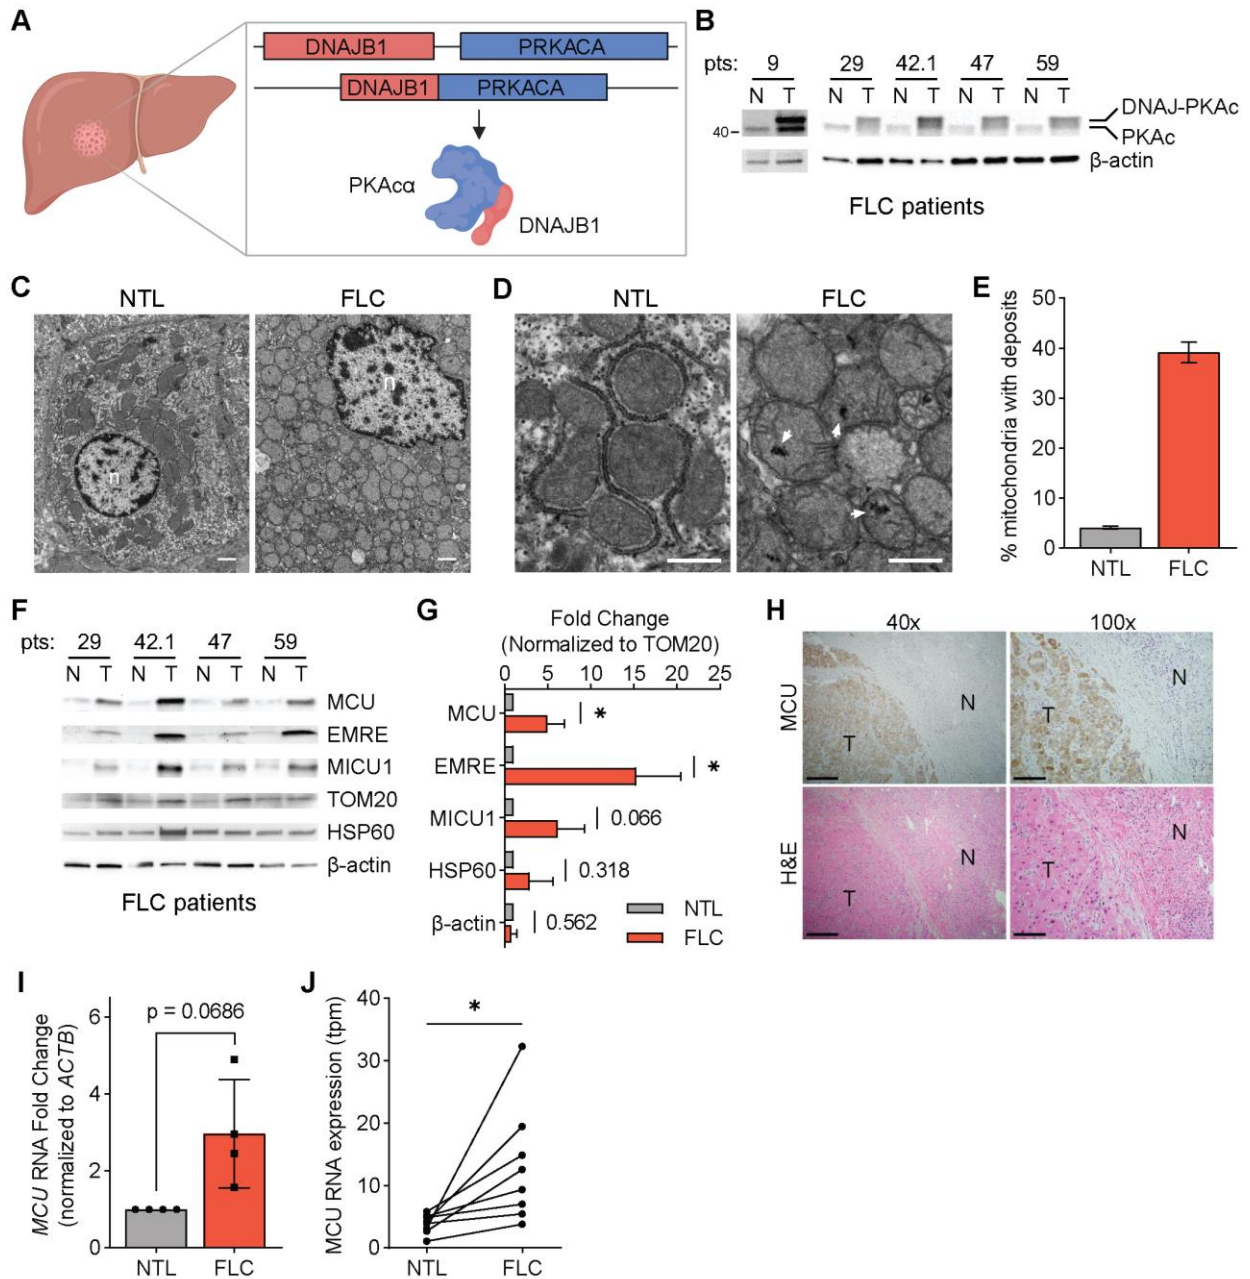 A
DNAJB1 PRKACA
DNAJB1 PRKACA
PKAcα
DNAJB1
B
pts: 9 29 42.1 47 59
N T N T N T N T N T
40
DNAJ-PKAc
PKAc
β-actin
FLC patients
C
NTL FLC
n n
D
NTL FLC
E
% mitochondria with deposits
50
40
30
20
10
0
NTL FLC
F
pts: 29 42.1 47 59
N T N T N T N T
MCU
EMRE
MICU1
TOM20
HSP60
β-actin
FLC patients
G
Fold Change
(Normalized to TOM20)
0 5 10 15 20 25
MCU *
EMRE *
MICU1 0.066
HSP60 0.318
β-actin 0.562
NTL
FLC
H
40x 100x
MCU
T N T N
H&E
T N T N
I
MCU RNA Fold Change
(normalized to ACTB)
p = 0.0686
6
4
2
0
NTL FLC
J
MCU RNA expression (tpm)
*
40
30
20
10
0
NTL FLC